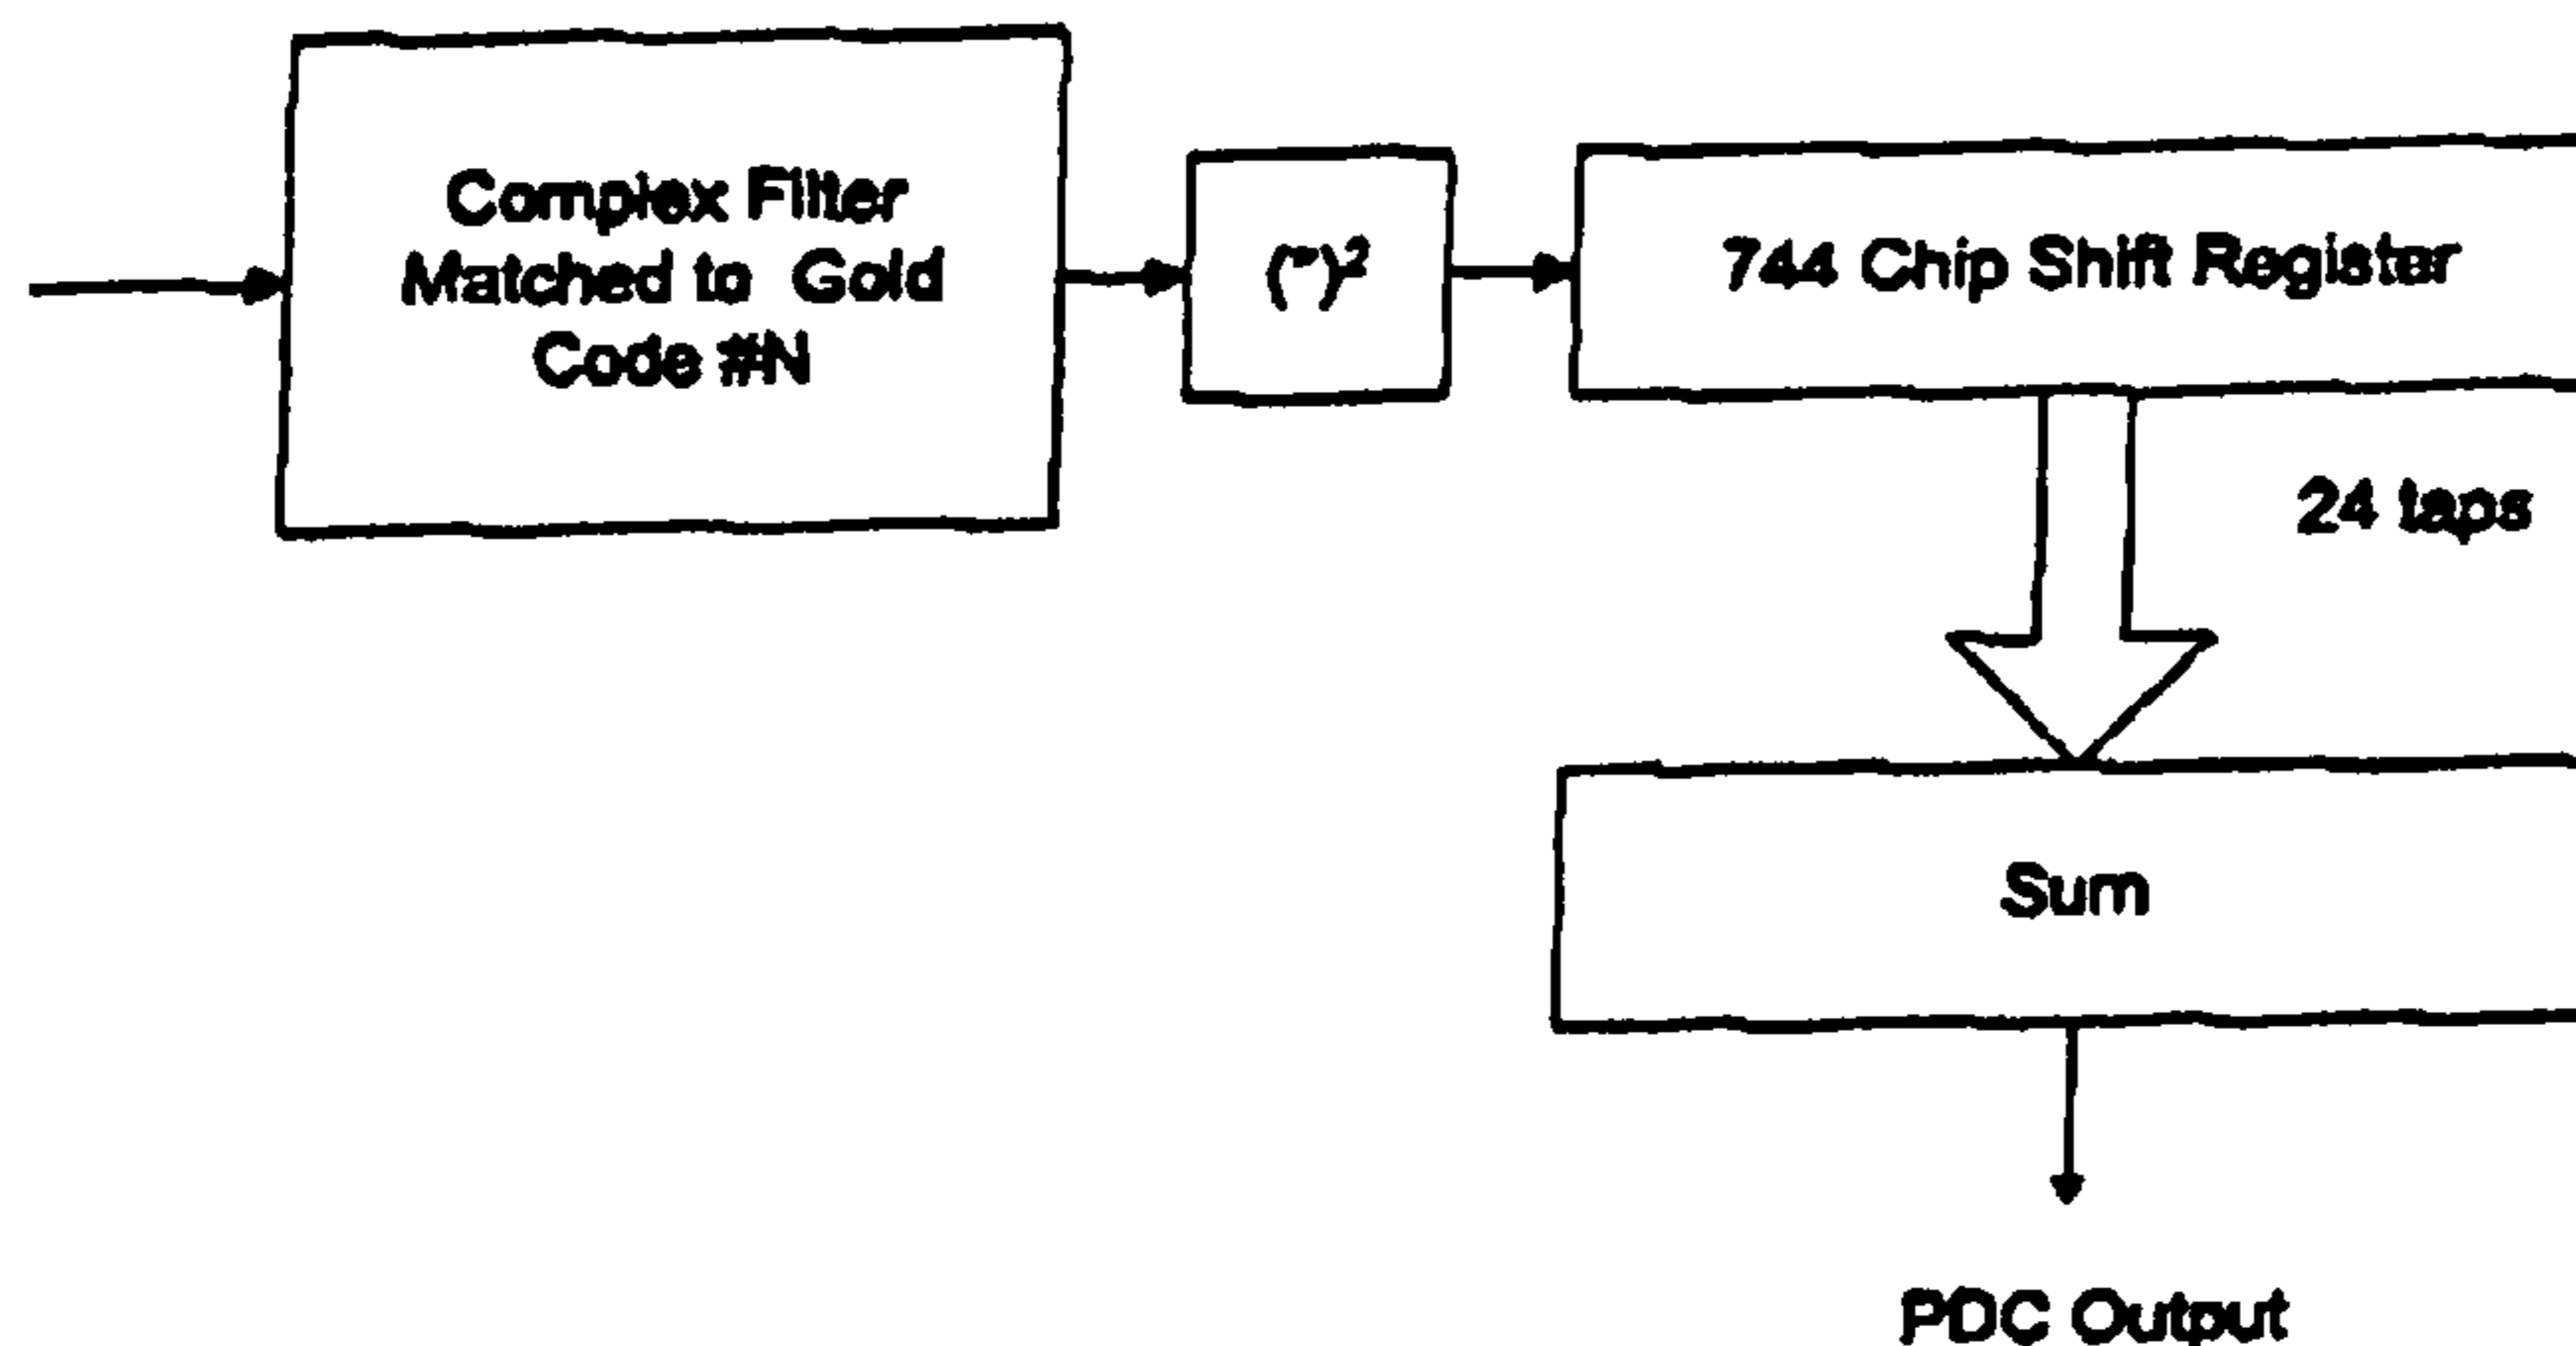 Complex Filter
Matched to Gold
Code #N
(*)²
744 Chip Shift Register
24 taps
Sum
PDC Output